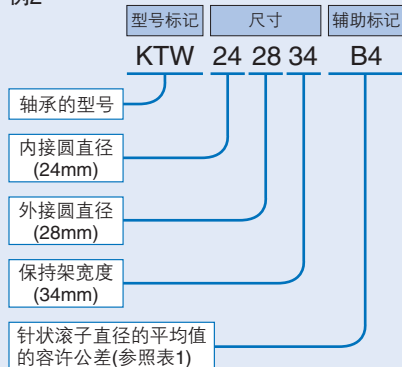 例2
型号标记 尺寸 辅助标记
KTW 24 28 34 B4
轴承的型号
内接圆直径
(24mm)
外接圆直径
(28mm)
保持架宽度
(34mm)
针状滚子直径的平均值
的容许公差(参照表1)